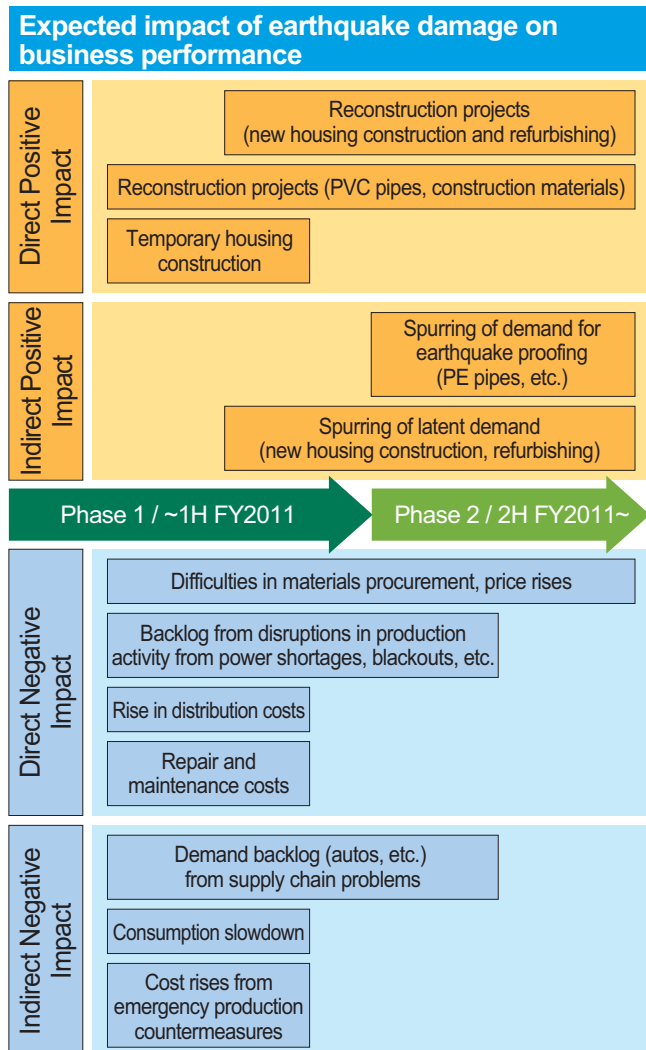 Expected impact of earthquake damage on
business performance
Direct Positive
Impact
Reconstruction projects
(new housing construction and refurbishing)
Reconstruction projects (PVC pipes, construction materials)
Temporary housing
construction
Indirect Positive
Impact
Spurring of demand for
earthquake proofing
(PE pipes, etc.)
Spurring of latent demand
(new housing construction, refurbishing)
Phase 1 / ~1H FY2011
Phase 2 / 2H FY2011~
Direct Negative
Impact
Difficulties in materials procurement, price rises
Backlog from disruptions in production
activity from power shortages, blackouts, etc.
Rise in distribution costs
Repair and
maintenance costs
Indirect Negative
Impact
Demand backlog (autos, etc.)
from supply chain problems
Consumption slowdown
Cost rises from
emergency production
countermeasures